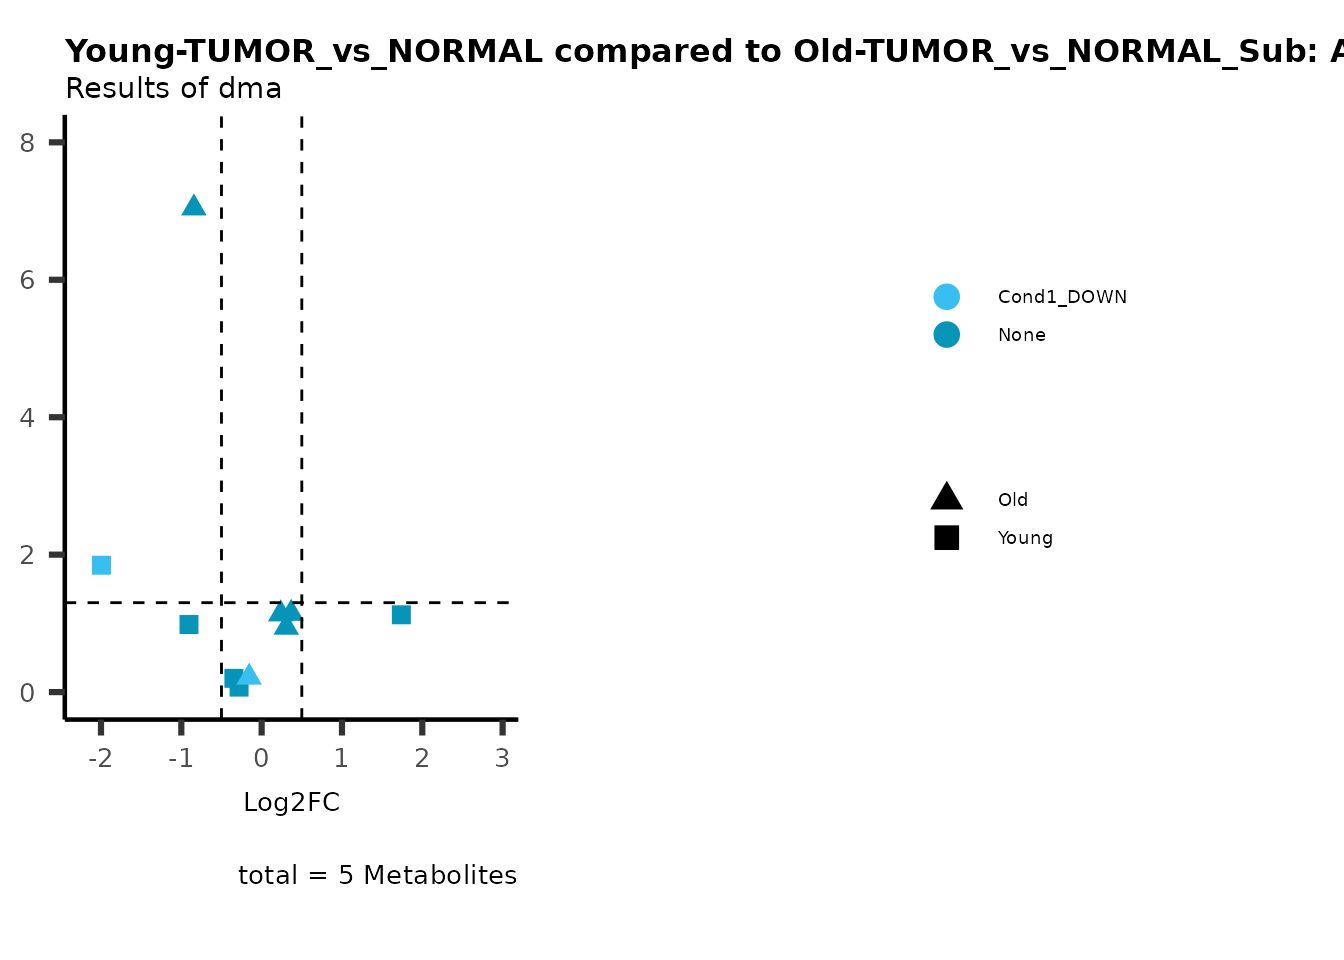 Young-TUMOR_vs_NORMAL compared to Old-TUMOR_vs_NORMAL_Sub:
Results of dma
8
6
4
2
0
-2 -1 0 1 2 3
Log2FC
total = 5 Metabolites
Cond1_DOWN
None
Old
Young